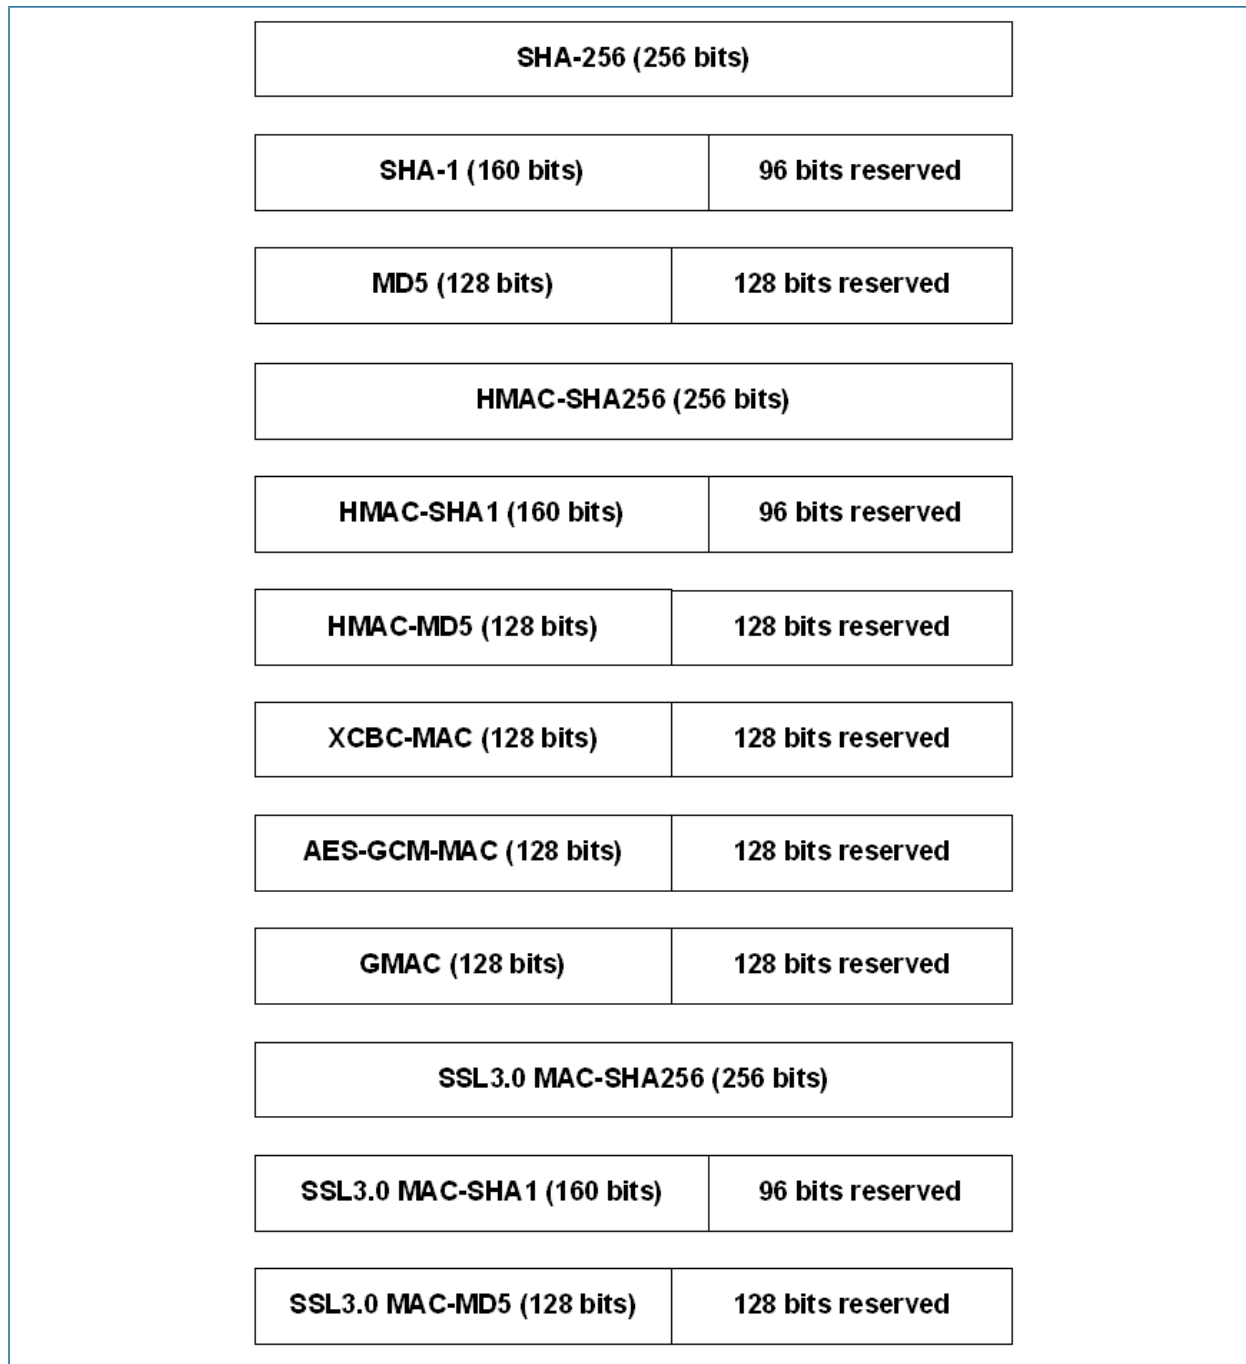 SHA-256 (256 bits)
SHA-1 (160 bits) 96 bits reserved
MD5 (128 bits) 128 bits reserved
HMAC-SHA256 (256 bits)
HMAC-SHA1 (160 bits) 96 bits reserved
HMAC-MD5 (128 bits) 128 bits reserved
XCBC-MAC (128 bits) 128 bits reserved
AES-GCM-MAC (128 bits) 128 bits reserved
GMAC (128 bits) 128 bits reserved
SSL3.0 MAC-SHA256 (256 bits)
SSL3.0 MAC-SHA1 (160 bits) 96 bits reserved
SSL3.0 MAC-MD5 (128 bits) 128 bits reserved